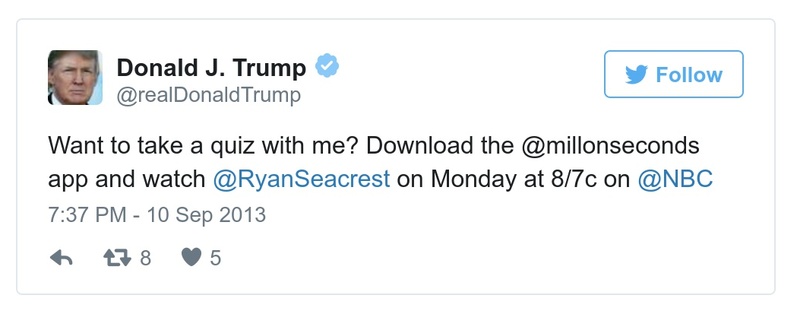 Donald J. Trump
@realDonaldTrump
Follow
Want to take a quiz with me? Download the @millonseconds
app and watch @RyanSeacrest on Monday at 8/7c on @NBC
7:37 PM - 10 Sep 2013
8 5